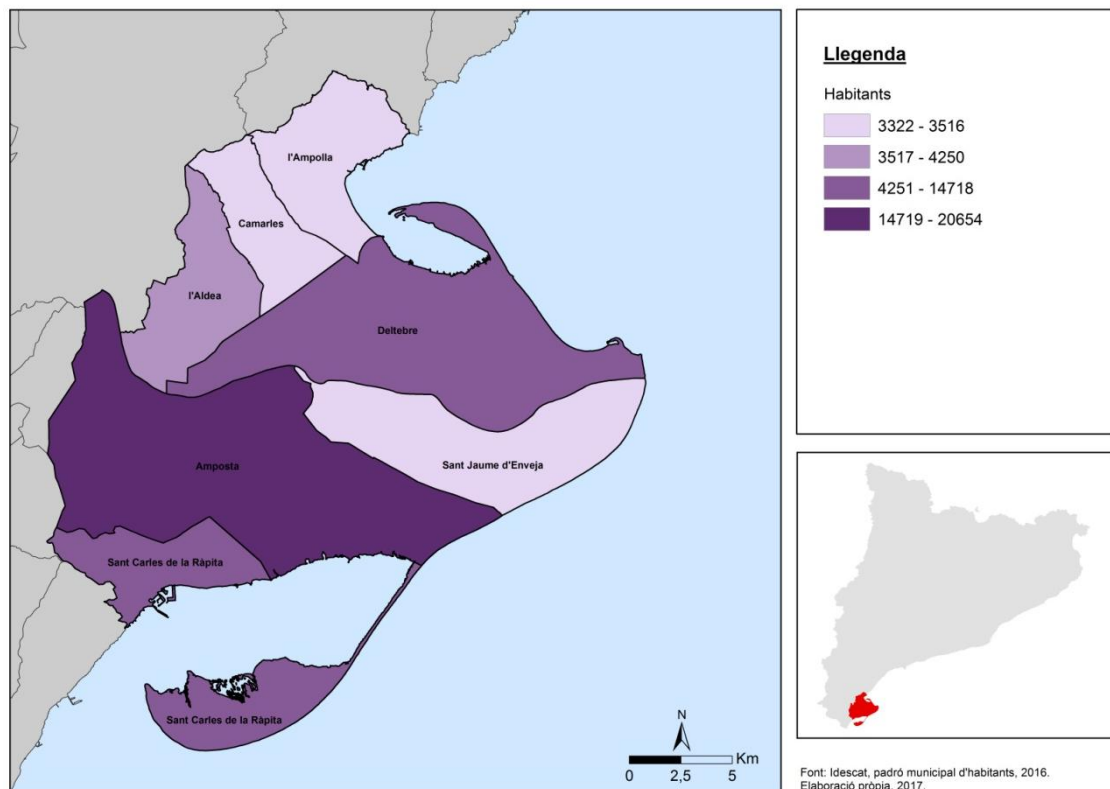 l'Ampolla
Camarles
l'Aldea
Deltebre
Amposta
Sant Jaume d'Enveja
Sant Carles de la Ràpita
Sant Carles de la Ràpita
N
Km
0 2,5 5
Llegenda
Habitants
3322 - 3516
3517 - 4250
4251 - 14718
14719 - 20654
Font: Idescat, padró municipal d'habitants, 2016.
Elaboració pròpia, 2017.